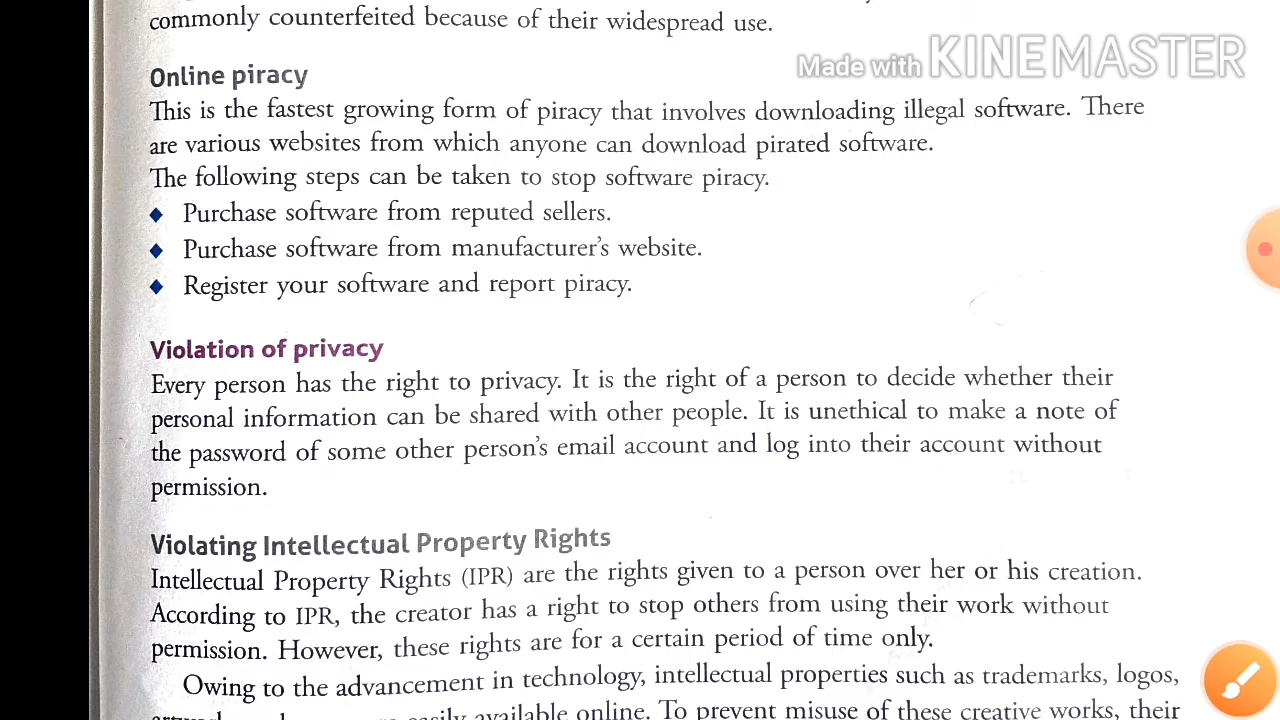 commonly counterfeited because of their widespread use.
Made with KINEMASTER
Online piracy
This is the fastest growing form of piracy that involves downloading illegal software. There
are various websites from which anyone can download pirated software.
The following steps can be taken to stop software piracy.
◆ Purchase software from reputed sellers.
◆ Purchase software from manufacturer's website.
◆ Register your software and report piracy.
Violation of privacy
Every person has the right to privacy. It is the right of a person to decide whether their
personal information can be shared with other people. It is unethical to make a note of
the password of some other person's email account and log into their account without
permission.
Violating Intellectual Property Rights
Intellectual Property Rights (IPR) are the rights given to a person over her or his creation.
According to IPR, the creator has a right to stop others from using their work without
permission. However, these rights are for a certain period of time only.
Owing to the advancement in technology, intellectual properties such as trademarks, logos,
easily available online. To prevent misuse of these creative works, their